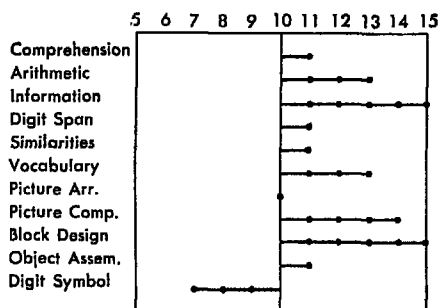 5 6 7 8 9 10 11 12 13 14 15
Comprehension
Arithmetic
Information
Digit Span
Similarities
Vocabulary
Picture Arr.
Picture Comp.
Block Design
Object Assem.
Digit Symbol